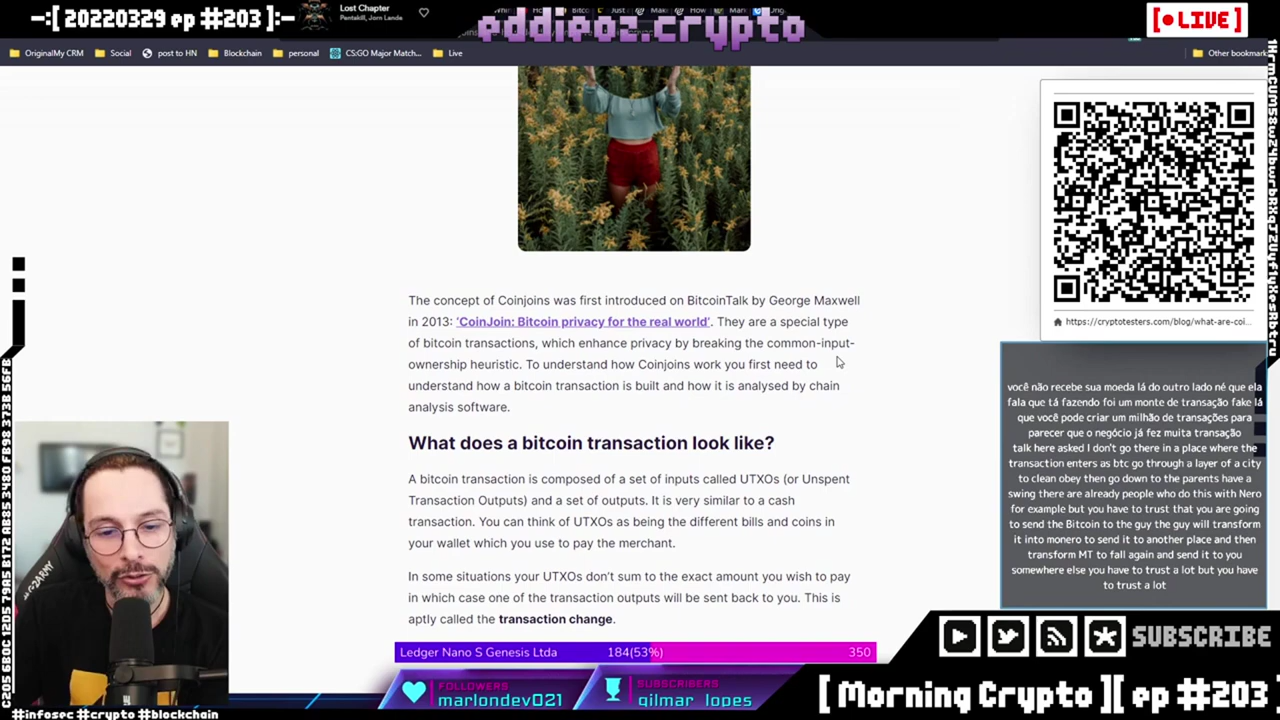 -:[ 20220329 ep #203 ]:-
Lost Chapter
Pentakill, Jorn Lande
eddieoz.crypto
[● LIVE]
OriginalMy CRM
Social
post to HN
Blockchain
personal
CS:GO Major Match...
Live
Other bookmark
The concept of Coinjoins was first introduced on BitcoinTalk by George Maxwell
in 2013: 'CoinJoin: Bitcoin privacy for the real world'. They are a special type
of bitcoin transactions, which enhance privacy by breaking the common-input-
ownership heuristic. To understand how Coinjoins work you first need to
understand how a bitcoin transaction is built and how it is analysed by chain
analysis software.
What does a bitcoin transaction look like?
A bitcoin transaction is composed of a set of inputs called UTXOs (or Unspent
Transaction Outputs) and a set of outputs. It is very similar to a cash
transaction. You can think of UTXOs as being the different bills and coins in
your wallet which you use to pay the merchant.
In some situations your UTXOs don't sum to the exact amount you wish to pay
in which case one of the transaction outputs will be sent back to you. This is
aptly called the transaction change.
https://cryptotesters.com/blog/what-are-coi...
você não recebe sua moeda lá do outro lado né que ela
fala que tá fazendo foi um monte de transação fake lá
que você pode criar um milhão de transações para
parecer que o negócio já fez muita transação
talk here asked I don't go there in a place where the
transaction enters as btc go through a layer of a city
to clean obey then go down to the parents have a
swing there are already people who do this with Nero
for example but you have to trust that you are going
to send the Bitcoin to the guy the guy will transform
it into monero to send it to another place and then
transform MT to fall again and send it to you
somewhere else you have to trust a lot but you have
to trust a lot
Ledger Nano S Genesis Ltda
184(53%)
350
FOLLOWERS
marlondev021
SUBSCRIBERS
gilmar_lopes
SUBSCRIBE
[ Morning Crypto ][ ep #203 ]
#infosec #crypto #blockchain